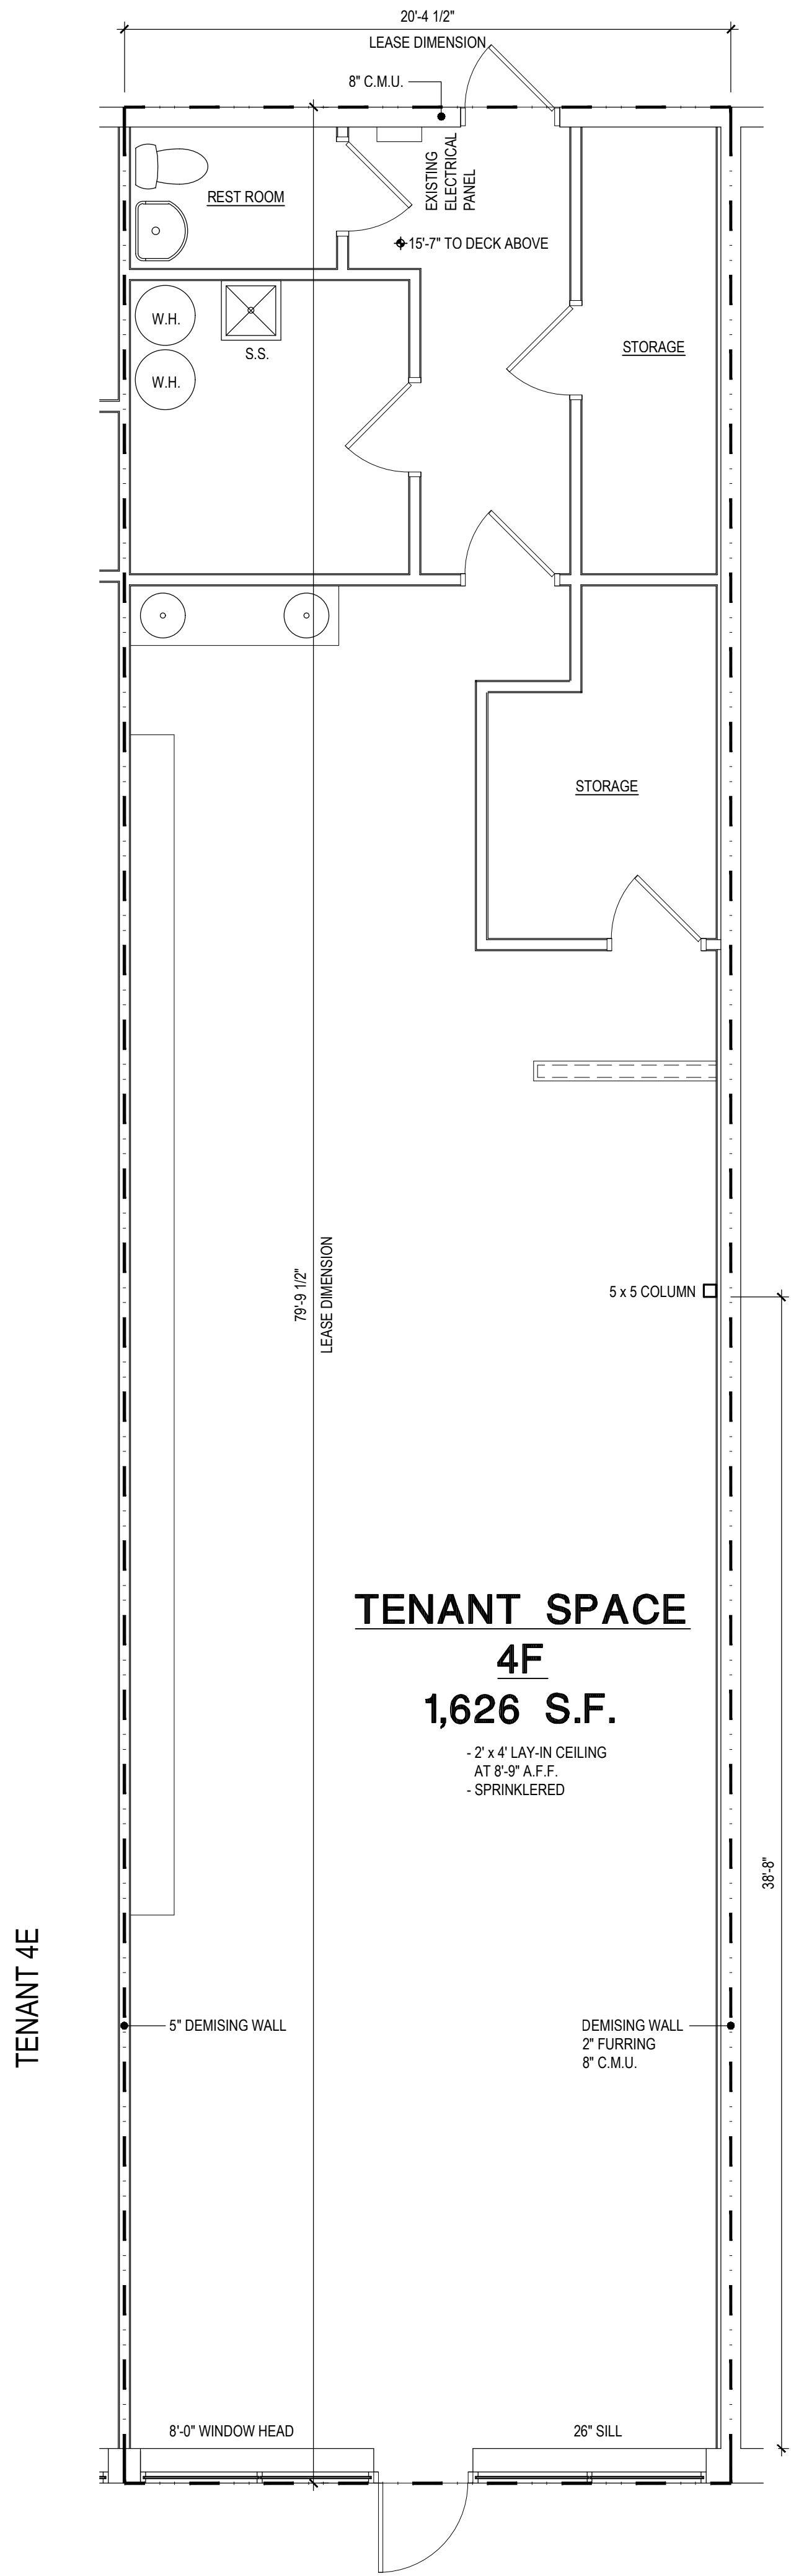 20'-4 1/2"
LEASE DIMENSION
8" C.M.U.
EXISTING
ELECTRICAL
PANEL
REST ROOM
15'-7" TO DECK ABOVE
W.H.
S.S.
STORAGE
W.H.
STORAGE
79'-9 1/2"
LEASE DIMENSION
5 x 5 COLUMN
TENANT SPACE
4F
1,626 S.F.
- 2' x 4' LAY-IN CEILING
AT 8'-9" A.F.F.
- SPRINKLERED
38'-8"
TENANT 4E
5" DEMISING WALL
DEMISING WALL
2" FURRING
8" C.M.U.
8'-0" WINDOW HEAD
26" SILL